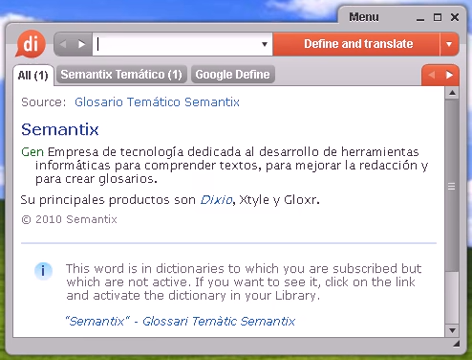 Menu
di
Define and translate
All (1)
Semantix Temático (1)
Google Define
Source: Glosario Temático Semantix
Semantix
Gen Empresa de tecnología dedicada al desarrollo de herramientas
informáticas para comprender textos, para mejorar la redacción y
para crear glosarios.
Su principales productos son Dixio, Xtyle y Gloxr.
© 2010 Semantix
i
This word is in dictionaries to which you are subscribed but
which are not active. If you want to see it, click on the link
and activate the dictionary in your Library.
"Semantix" - Glossari Temàtic Semantix